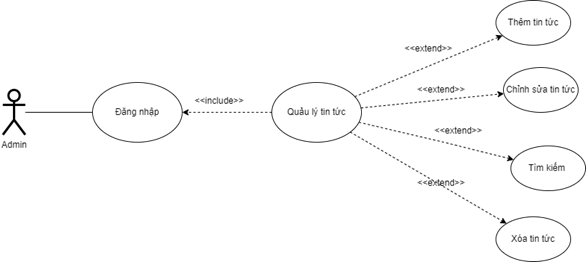 Thêm tin tức
<<extend>>
Chỉnh sửa tin tức
<<extend>>
<<include>>
Đăng nhập
Quản lý tin tức
<<extend>>
Admin
Tìm kiếm
<<extend>>
Xóa tin tức